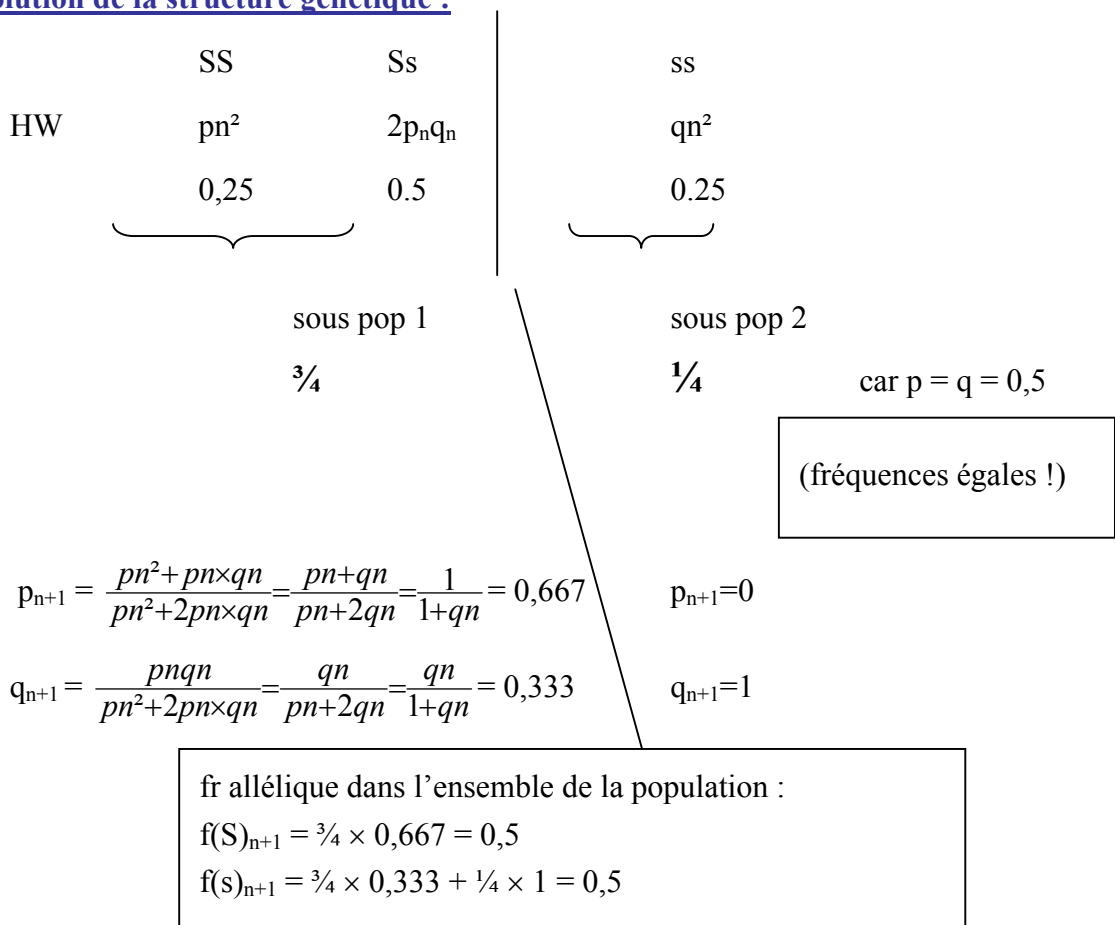 olution de la structure génétique :
SS Ss ss
HW pn² 2pₙqₙ qn²
0,25 0.5 0.25
sous pop 1 sous pop 2
¾ ¼ car p = q = 0,5
(fréquences égales !)
pₙ₊₁ = pn²+pn×qn / pn²+2pn×qn = pn+qn / pn+2qn = 1 / 1+qn = 0,667 pₙ₊₁=0
qₙ₊₁ = pnqn / pn²+2pn×qn = qn / pn+2qn = qn / 1+qn = 0,333 qₙ₊₁=1
fr allélique dans l’ensemble de la population :
f(S)ₙ₊₁ = ¾ × 0,667 = 0,5
f(s)ₙ₊₁ = ¾ × 0,333 + ¼ × 1 = 0,5